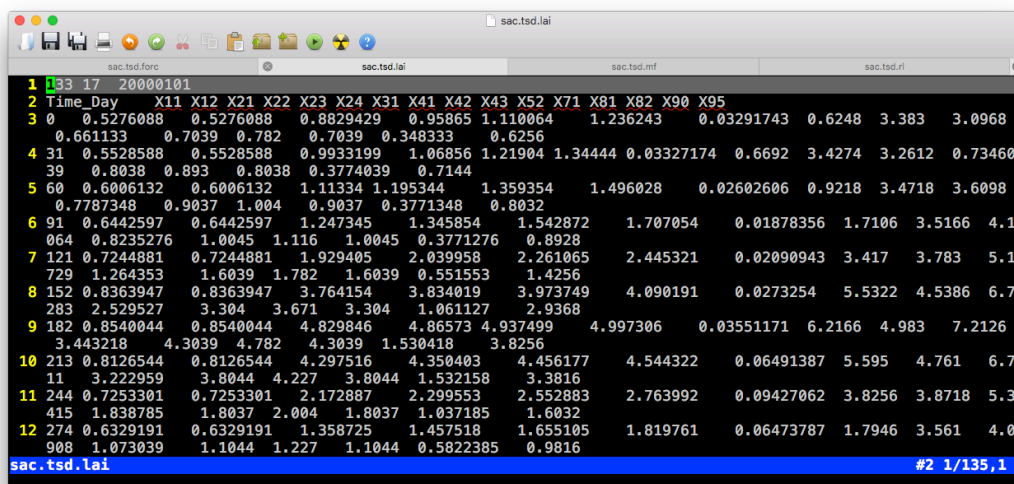 sac.tsd.lai
sac.tsd.forc sac.tsd.lai sac.tsd.mf sac.tsd.rl
1 133 17 20000101
2 Time_Day X11 X12 X21 X22 X23 X24 X31 X41 X42 X43 X52 X71 X81 X82 X90 X95
3 0 0.5276088 0.5276088 0.8829429 0.95865 1.110064 1.236243 0.03291743 0.6248 3.383 3.0968
0.661133 0.7039 0.782 0.7039 0.348333 0.6256
4 31 0.5528588 0.5528588 0.9933199 1.06856 1.21904 1.34444 0.03327174 0.6692 3.4274 3.2612 0.73460
39 0.8038 0.893 0.8038 0.3774039 0.7144
5 60 0.6006132 0.6006132 1.11334 1.195344 1.359354 1.496028 0.02602606 0.9218 3.4718 3.6098
0.7787348 0.9037 1.004 0.9037 0.3771348 0.8032
6 91 0.6442597 0.6442597 1.247345 1.345854 1.542872 1.707054 0.01878356 1.7106 3.5166 4.1
064 0.8235276 1.0045 1.116 1.0045 0.3771276 0.8928
7 121 0.7244881 0.7244881 1.929405 2.039958 2.261065 2.445321 0.02090943 3.417 3.783 5.1
729 1.264353 1.6039 1.782 1.6039 0.551553 1.4256
8 152 0.8363947 0.8363947 3.764154 3.834019 3.973749 4.090191 0.0273254 5.5322 4.5386 6.7
283 2.529527 3.304 3.671 3.304 1.061127 2.9368
9 182 0.8540044 0.8540044 4.829846 4.86573 4.937499 4.997306 0.03551171 6.2166 4.983 7.2126
3.443218 4.3039 4.782 4.3039 1.530418 3.8256
10 213 0.8126544 0.8126544 4.297516 4.350403 4.456177 4.544322 0.06491387 5.595 4.761 6.7
11 3.222959 3.8044 4.227 3.8044 1.532158 3.3816
11 244 0.7253301 0.7253301 2.172887 2.299553 2.552883 2.763992 0.09427062 3.8256 3.8718 5.3
415 1.838785 1.8037 2.004 1.8037 1.037185 1.6032
12 274 0.6329191 0.6329191 1.358725 1.457518 1.655105 1.819761 0.06473787 1.7946 3.561 4.0
908 1.073039 1.1044 1.227 1.1044 0.5822385 0.9816
sac.tsd.lai #2 1/135,1